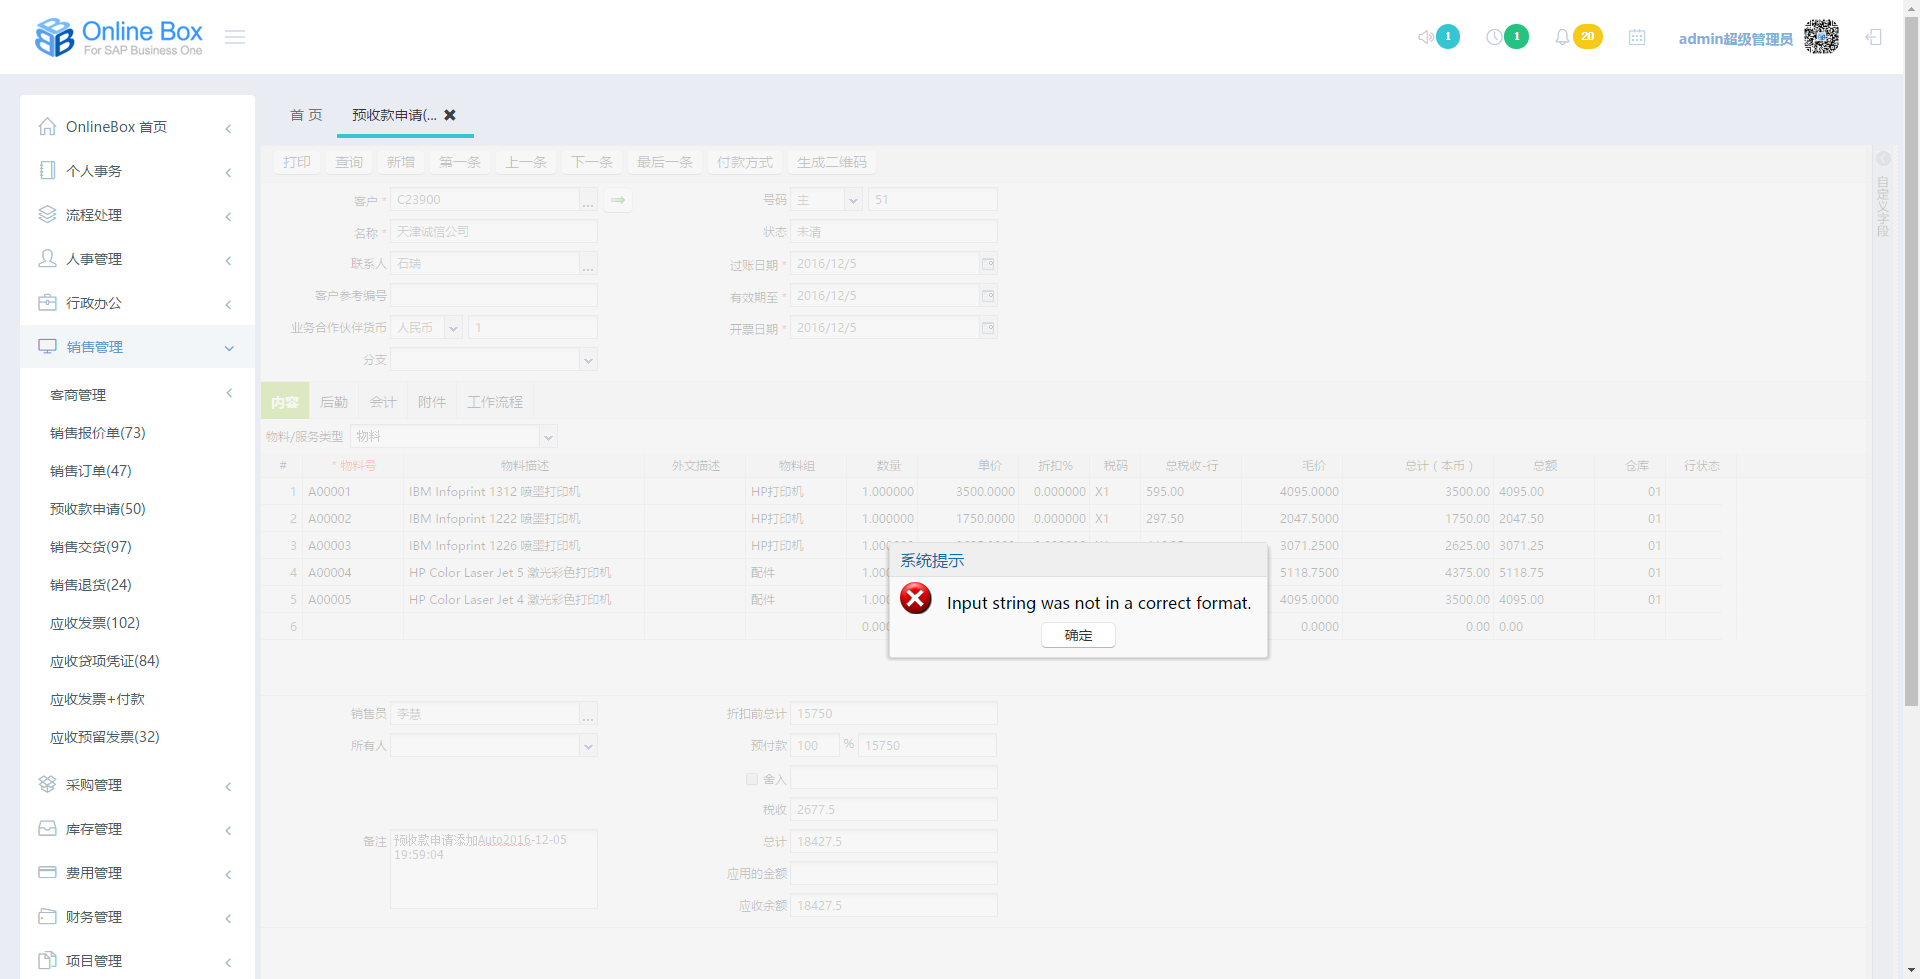 Online Box
For SAP Business One
1
1
20
admin超级管理员
OnlineBox 首页
个人事务
流程处理
人事管理
行政办公
销售管理
客商管理
销售报价单(73)
销售订单(47)
预收款申请(50)
销售交货(97)
销售退货(24)
应收发票(102)
应收贷项凭证(84)
应收发票+付款
应收预留发票(32)
采购管理
库存管理
费用管理
财务管理
项目管理
首 页
预收款申请(...
打印 查询 新增 第一条 上一条 下一条 最后一条 付款方式 生成二维码
自定义字段
客户 * C23900 ... 号码 主 51
名称 * 天津诚信公司 状态 未清
联系人 石瑞 ... 过账日期 * 2016/12/5
客户参考编号 有效期至 * 2016/12/5
业务合作伙伴货币 人民币 1 开票日期 * 2016/12/5
分支
内容 后勤 会计 附件 工作流程
物料/服务类型 物料
# * 物料号 物料描述 外文描述 物料组 数量 单价 折扣% 税码 总税收-行 毛价 总计（本币） 总额 仓库 行状态
1 A00001 IBM Infoprint 1312 喷墨打印机 HP打印机 1.000000 3500.0000 0.000000 X1 595.00 4095.0000 3500.00 4095.00 01
2 A00002 IBM Infoprint 1222 喷墨打印机 HP打印机 1.000000 1750.0000 0.000000 X1 297.50 2047.5000 1750.00 2047.50 01
3 A00003 IBM Infoprint 1226 喷墨打印机 HP打印机 3071.2500 2625.00 3071.25 01
4 A00004 HP Color Laser Jet 5 激光彩色打印机 配件 5118.7500 4375.00 5118.75 01
5 A00005 HP Color Laser Jet 4 激光彩色打印机 配件 4095.0000 3500.00 4095.00 01
6 0.0000 0.00 0.00
系统提示
Input string was not in a correct format.
确定
销售员 李慧 ... 折扣前总计 15750
所有人 预付款 100 % 15750
舍入
税收 2677.5
备注 预收款申请添加Auto2016-12-05
19:59:04
总计 18427.5
应用的金额
应收余额 18427.5